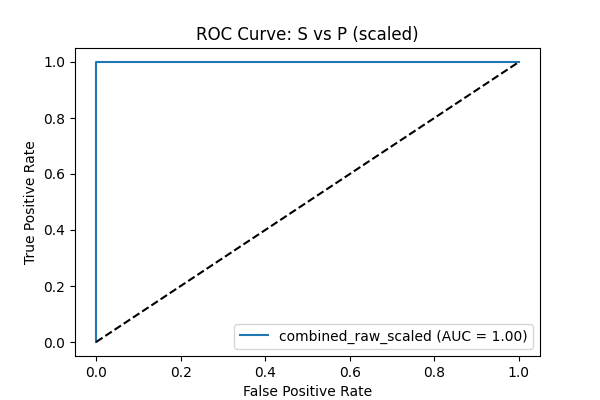 ROC Curve: S vs P (scaled)
True Positive Rate
1.0
0.8
0.6
0.4
0.2
0.0
combined_raw_scaled (AUC = 1.00)
0.0 0.2 0.4 0.6 0.8 1.0
False Positive Rate